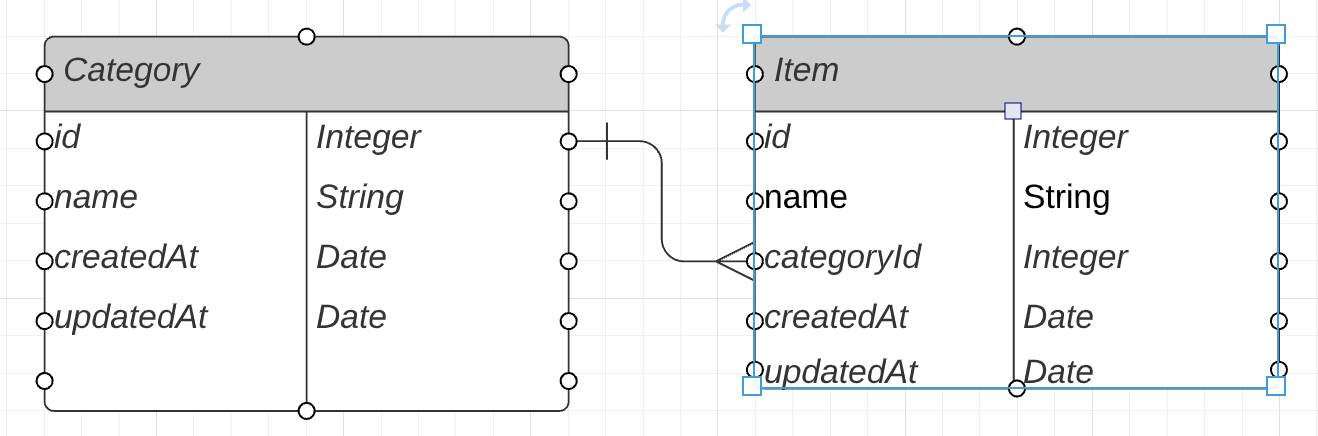 Category
id Integer
name String
createdAt Date
updatedAt Date
Item
id Integer
name String
categoryId Integer
createdAt Date
updatedAt Date